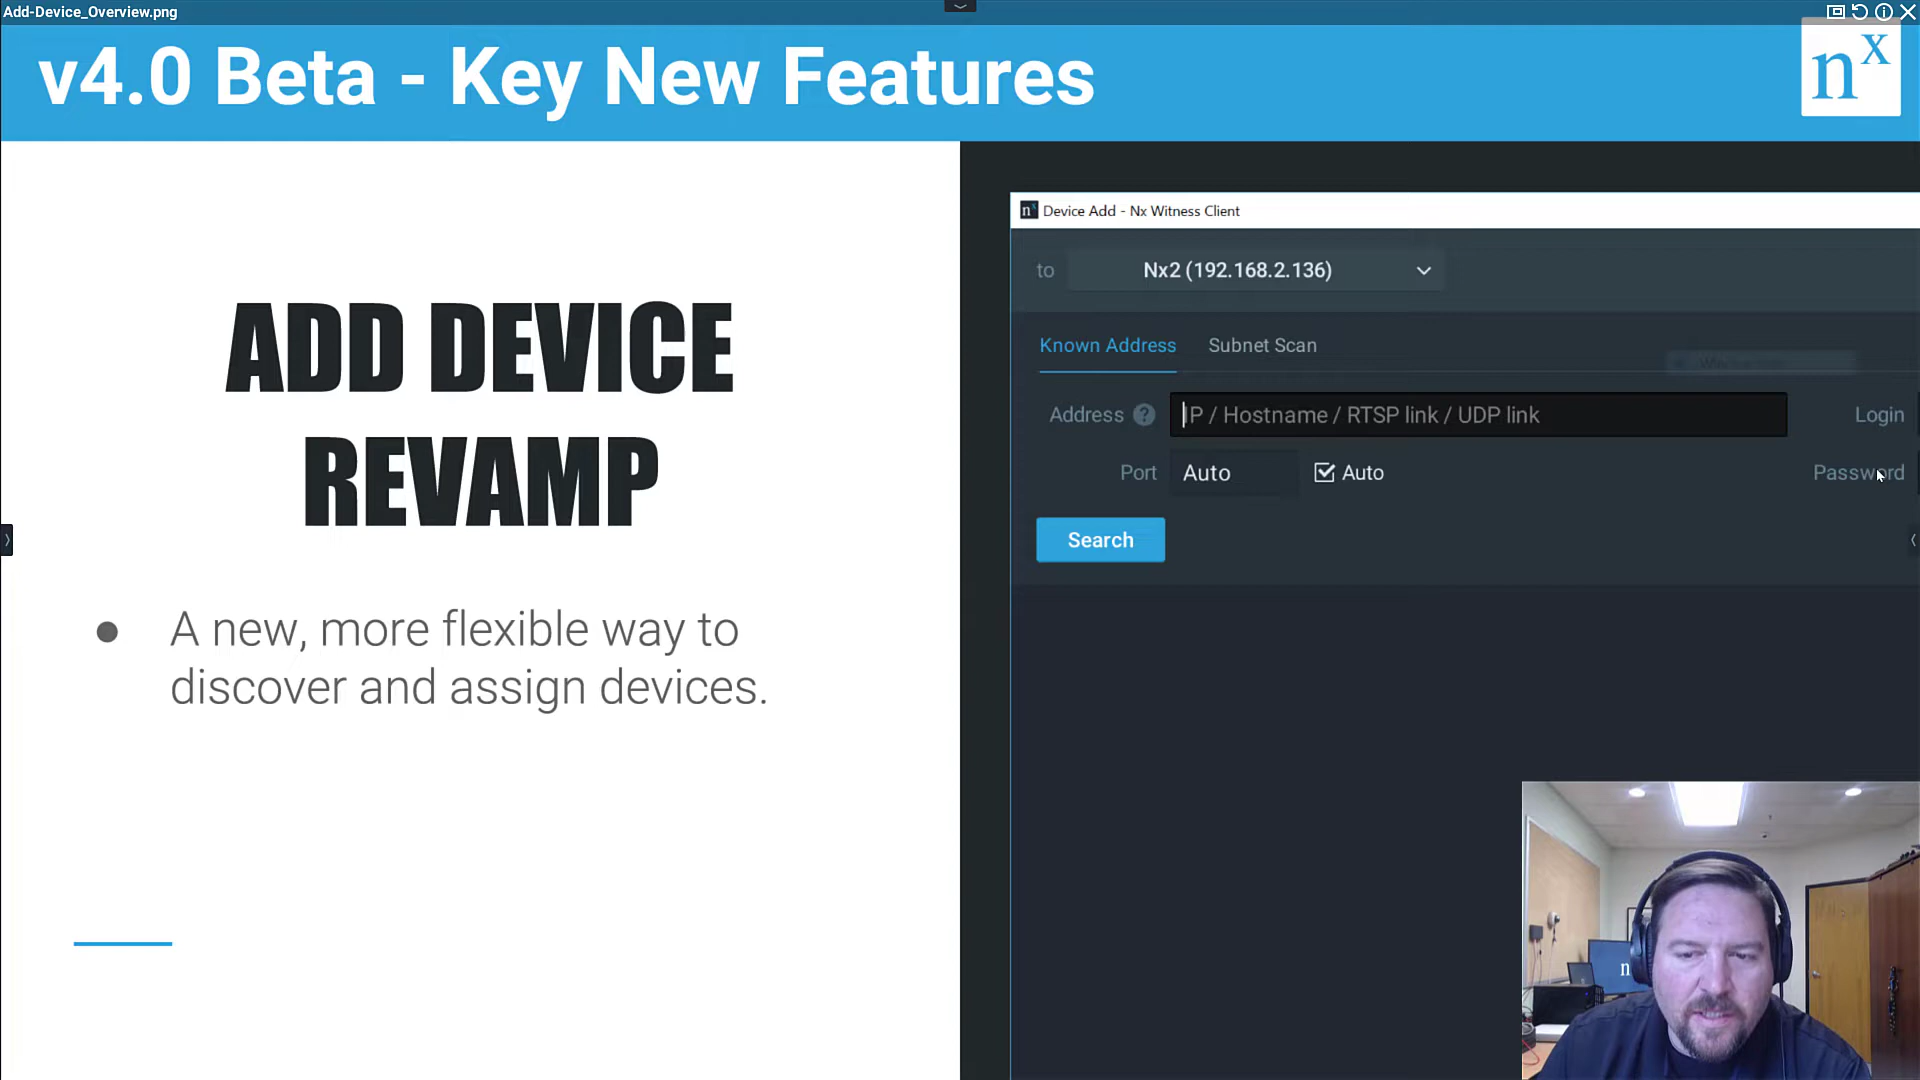 Add-Device_Overview.png
v4.0 Beta - Key New Features
nx
ADD DEVICE
REVAMP
● A new, more flexible way to
discover and assign devices.
Device Add - Nx Witness Client
to Nx2 (192.168.2.136)
Known Address Subnet Scan
Address ? IP / Hostname / RTSP link / UDP link Login
Port Auto Auto Password
Search
n